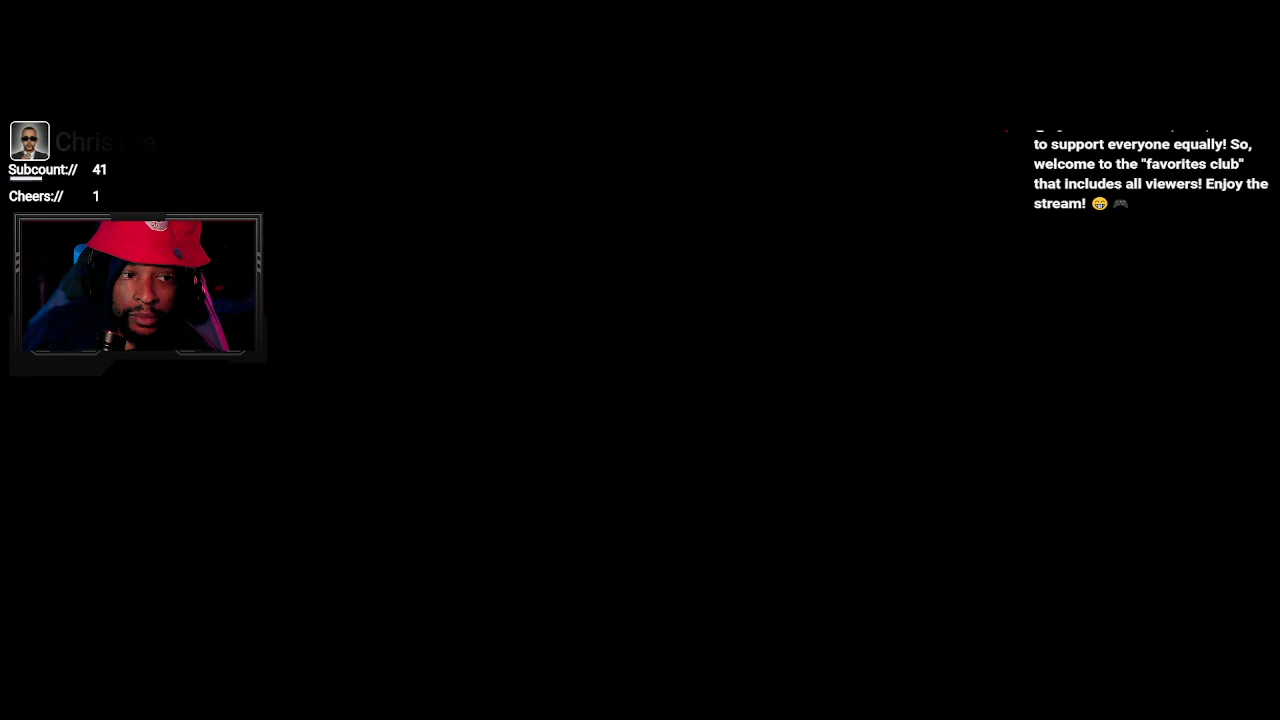 Chris
Subcount:// 41
Cheers:// 1
to support everyone equally! So,
welcome to the "favorites club"
that includes all viewers! Enjoy the
stream! 😁 🎮